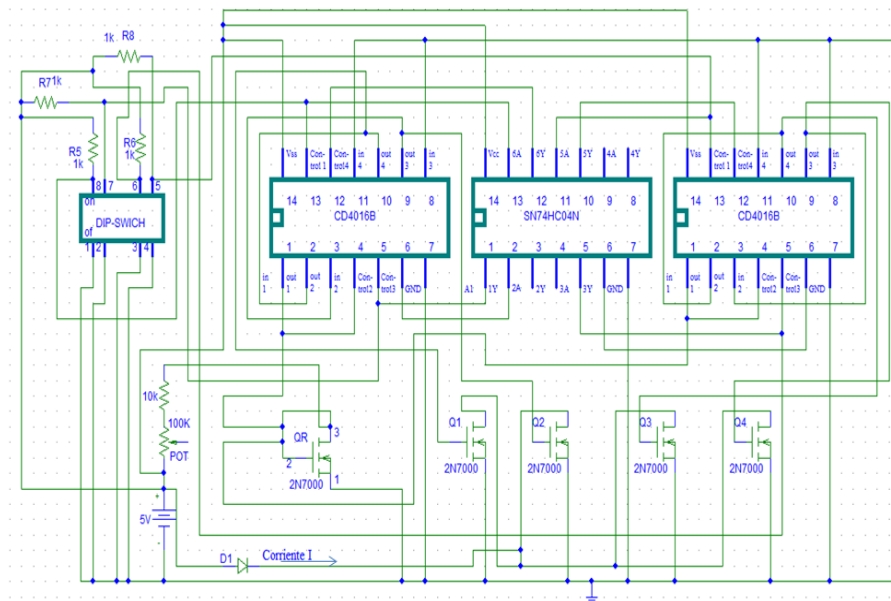 1k R8
R7 1k
R5
1k
R6
1k
8 7 6 5
on
DIP-SWICH
of
1 2 3 4
Vss Con-trol 1 Con-trol4 in 4 out 4 out 3 in 3
14 13 12 11 10 9 8
CD4016B
1 2 3 4 5 6 7
in 1 out 1 out 2 in 2 Con-trol2 Con-trol3 GND
Vcc 6A 6Y 5A 5Y 4A 4Y
14 13 12 11 10 9 8
SN74HC04N
1 2 3 4 5 6 7
A1 1Y 2A 2Y 3A 3Y GND
Vss Con-trol 1 Con-trol4 in 4 out 4 out 3 in 3
14 13 12 11 10 9 8
CD4016B
1 2 3 4 5 6 7
in 1 out 1 out 2 in 2 Con-trol2 Con-trol3 GND
10k
100K
POT
QR
3
2
2N7000 1
Q1
2N7000
Q2
2N7000
Q3
2N7000
Q4
2N7000
+
5V
-
D1 Corriente I